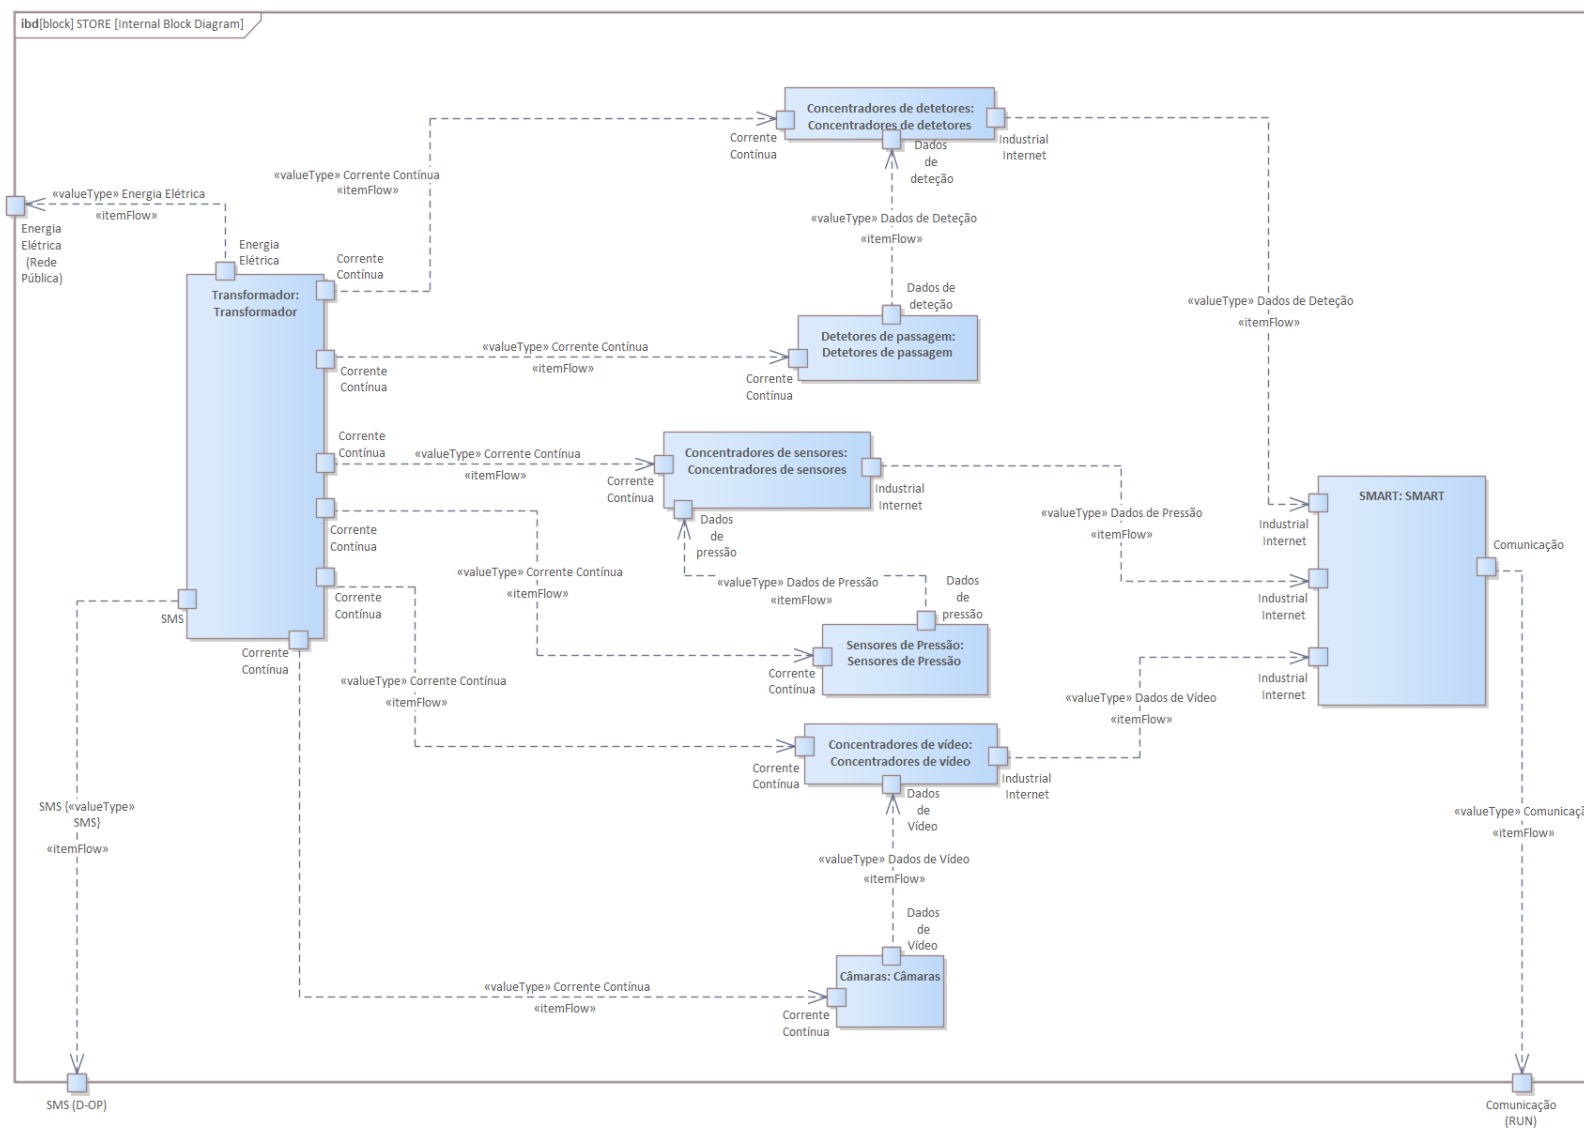 ibd[block] STORE [Internal Block Diagram]
Concentradores de detetores:
Concentradores de detetores
Corrente
Contínua
Dados
de
deteção
Industrial
Internet
«valueType» Corrente Contínua
«itemFlow»
«valueType» Energia Elétrica
«itemFlow»
Energia
Elétrica
(Rede
Pública)
Energia
Elétrica
Corrente
Contínua
«valueType» Dados de Deteção
«itemFlow»
Transformador:
Transformador
Dados de
deteção
«valueType» Dados de Deteção
«itemFlow»
Detetores de passagem:
Detetores de passagem
«valueType» Corrente Contínua
«itemFlow»
Corrente
Contínua
Corrente
Contínua
Corrente
Contínua
«valueType» Corrente Contínua
«itemFlow»
Concentradores de sensores:
Concentradores de sensores
Corrente
Contínua
Industrial
Internet
Dados
de
pressão
SMART: SMART
«valueType» Dados de Pressão
«itemFlow»
Industrial
Internet
Comunicação
Corrente
Contínua
«valueType» Corrente Contínua
«itemFlow»
«valueType» Dados de Pressão
«itemFlow»
Dados
de
pressão
Industrial
Internet
Corrente
Contínua
SMS
Corrente
Contínua
Sensores de Pressão:
Sensores de Pressão
Corrente
Contínua
Industrial
Internet
«valueType» Corrente Contínua
«itemFlow»
«valueType» Dados de Vídeo
«itemFlow»
Concentradores de vídeo:
Concentradores de vídeo
Corrente
Contínua
Industrial
Internet
Dados
de
Vídeo
SMS {«valueType»
SMS}
«itemFlow»
«valueType» Comunicaçã
«itemFlow»
«valueType» Dados de Vídeo
«itemFlow»
Dados
de
Vídeo
Câmaras: Câmaras
«valueType» Corrente Contínua
«itemFlow»
Corrente
Contínua
SMS (D-OP)
Comunicação
(RUN)